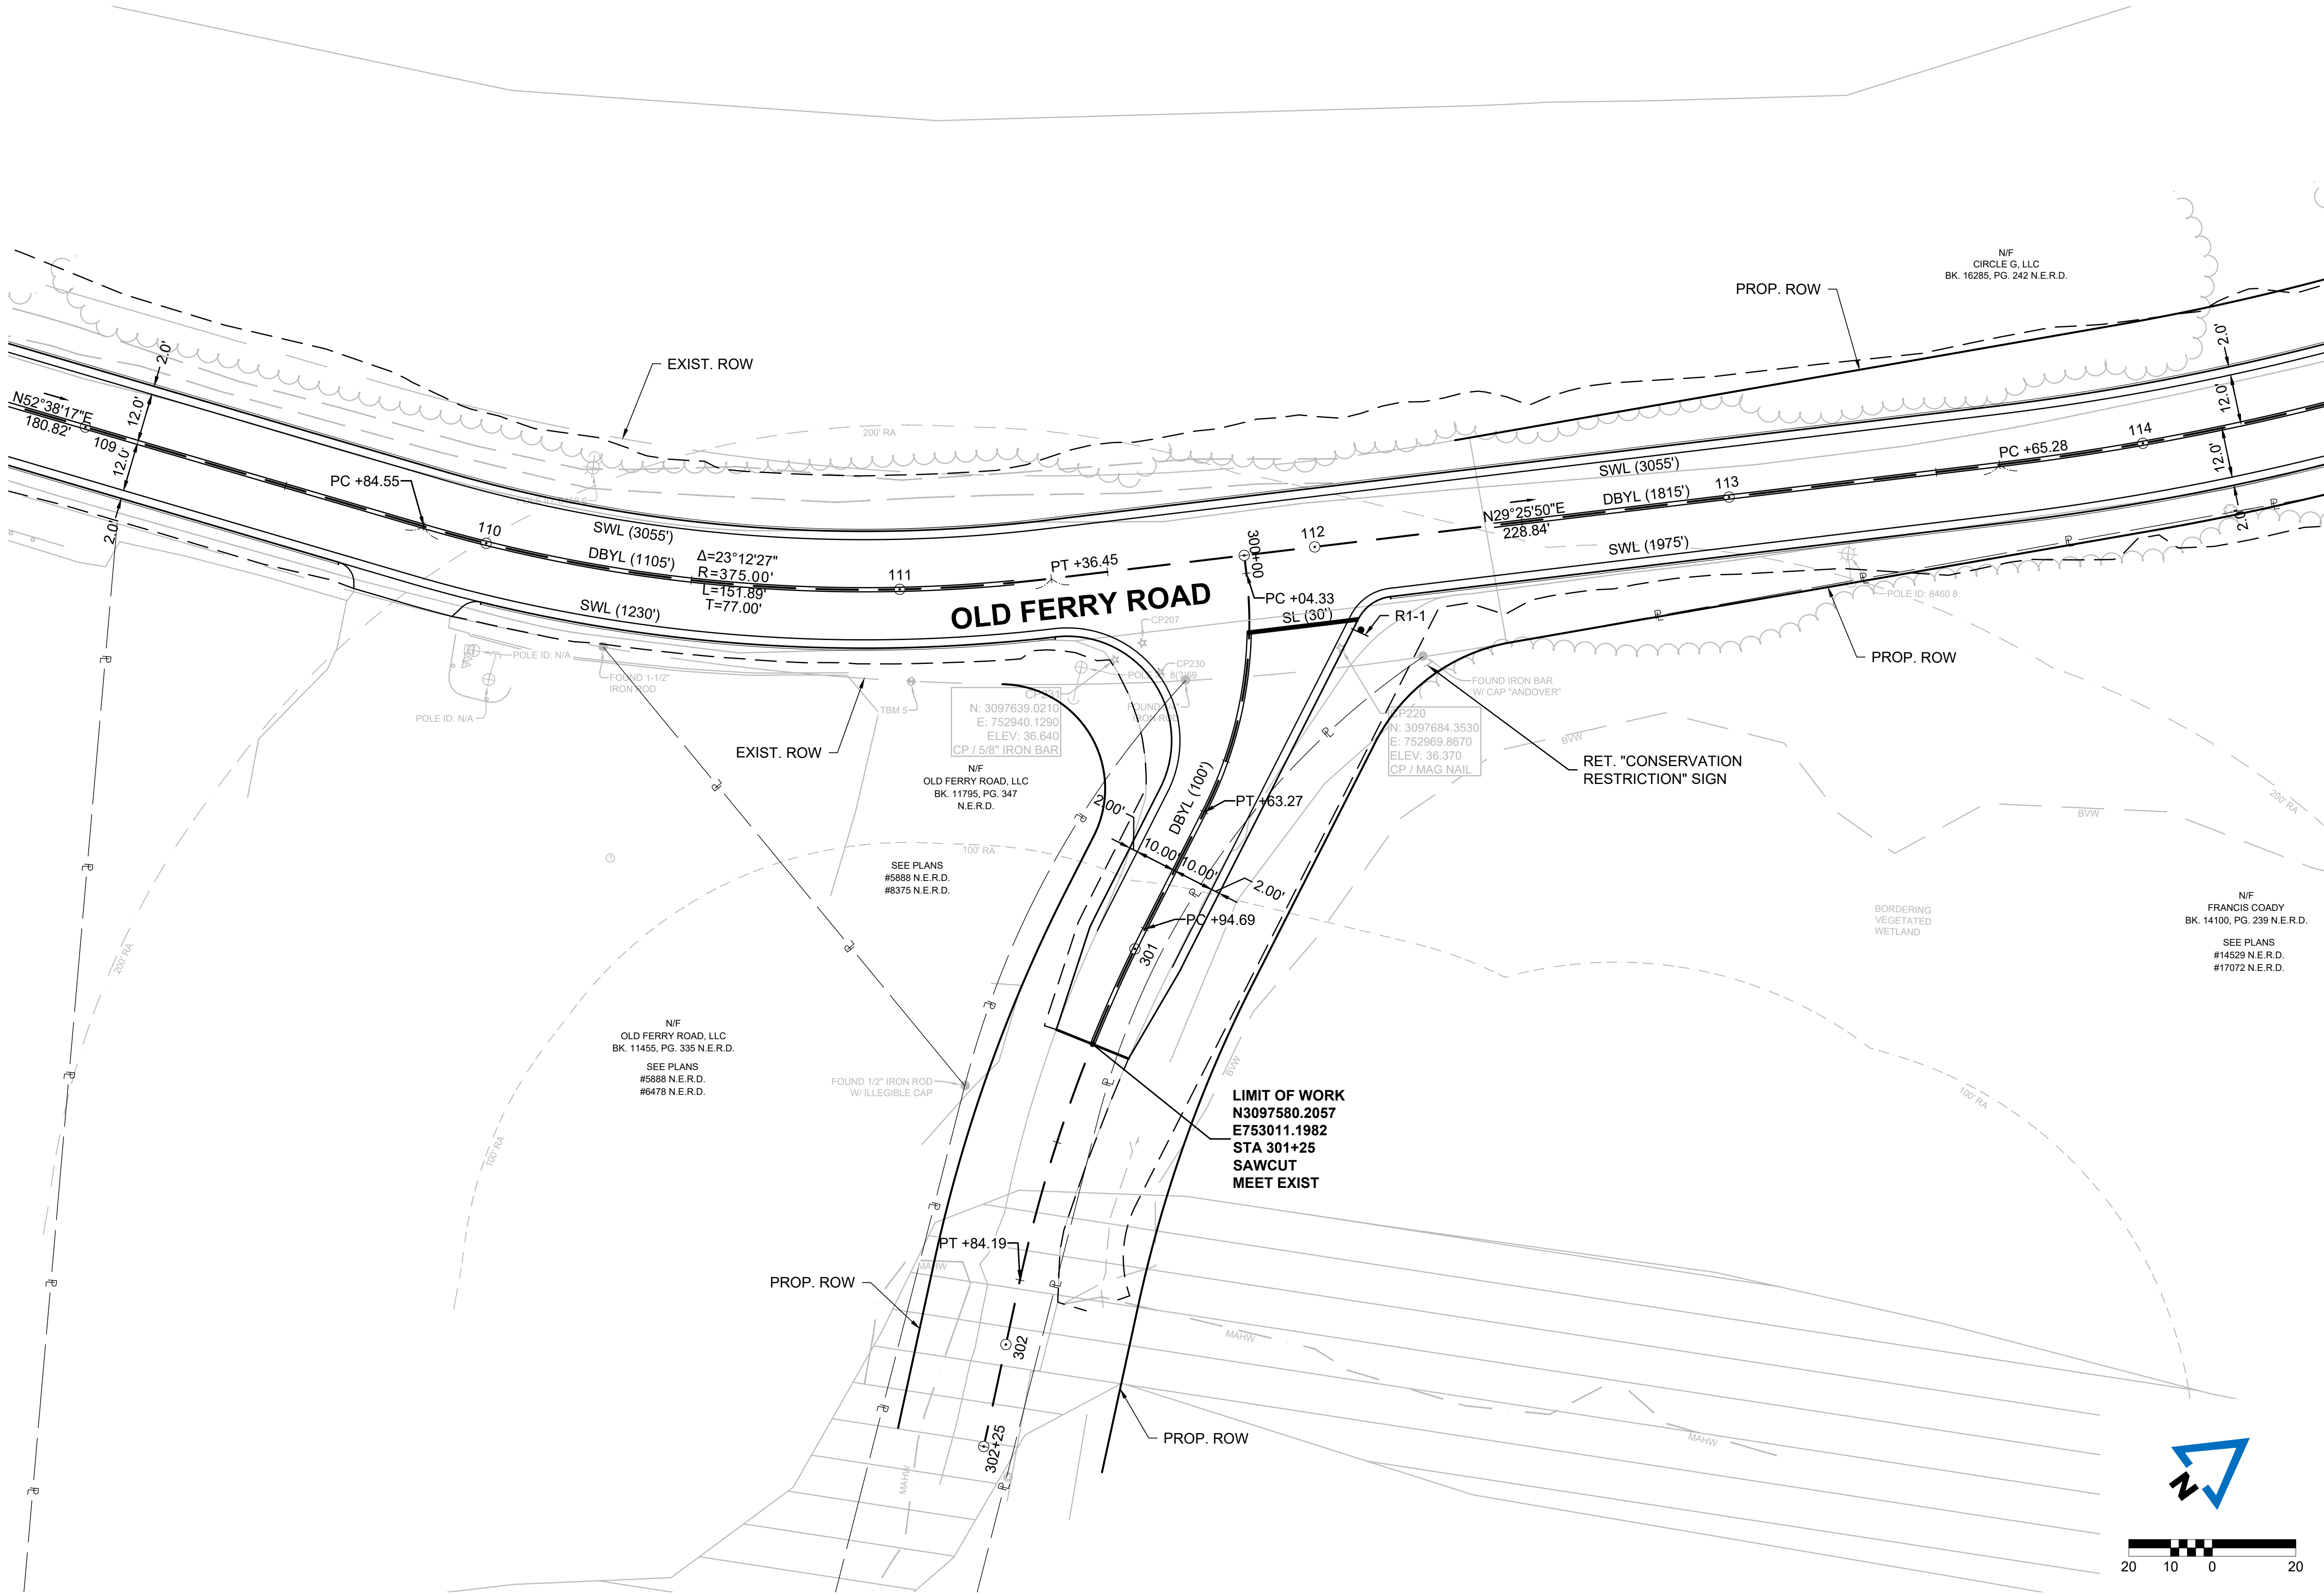 N/F
CIRCLE G, LLC
BK. 16285, PG. 242 N.E.R.D.
PROP. ROW
EXIST. ROW
2.0'
12.0'
12.0'
2.0'
N52°38'17"E
180.82'
109
PC +84.55
110
200' RA
SWL (3055')
DBYL (1105')
Δ=23°12'27"
R=375.00'
L=151.89'
T=77.00'
SWL (1230')
111
PT +36.45
OLD FERRY ROAD
300+00
112
PC +04.33
SL (30')
R1-1
N29°25'50"E
228.84'
DBYL (1815')
113
SWL (3055')
SWL (1975')
PC +65.28
114
2.0'
12.0'
12.0'
2.0'
POLE ID: 8460 8
PROP. ROW
POLE ID: N/A
POLE ID: N/A
FOUND 1-1/2"
IRON ROD
TBM 5
EXIST. ROW
CP207
CP230
CP231
N: 3097639.0210
E: 752940.1290
ELEV: 36.640
CP / 5/8" IRON BAR
FOUND IRON BAR
W/ CAP "ANDOVER"
CP220
N: 3097684.3530
E: 752969.8670
ELEV: 36.370
CP / MAG NAIL
RET. "CONSERVATION
RESTRICTION" SIGN
BVW
BVW
200' RA
N/F
OLD FERRY ROAD, LLC
BK. 11795, PG. 347
N.E.R.D.
SEE PLANS
#5888 N.E.R.D.
#8375 N.E.R.D.
100' RA
2.00'
DBYL (100')
PT +63.27
10.00'
10.00'
2.00'
PC +94.69
301
BORDERING
VEGETATED
WETLAND
N/F
FRANCIS COADY
BK. 14100, PG. 239 N.E.R.D.
SEE PLANS
#14529 N.E.R.D.
#17072 N.E.R.D.
200' RA
N/F
OLD FERRY ROAD, LLC
BK. 11455, PG. 335 N.E.R.D.
SEE PLANS
#5888 N.E.R.D.
#6478 N.E.R.D.
FOUND 1/2" IRON ROD
W/ ILLEGIBLE CAP
BVW
LIMIT OF WORK
N3097580.2057
E753011.1982
STA 301+25
SAWCUT
MEET EXIST
100' RA
100' RA
PT +84.19
MAHW
PROP. ROW
302
MAHW
MAHW
PROP. ROW
302+25
MAHW
N
20 10 0 20